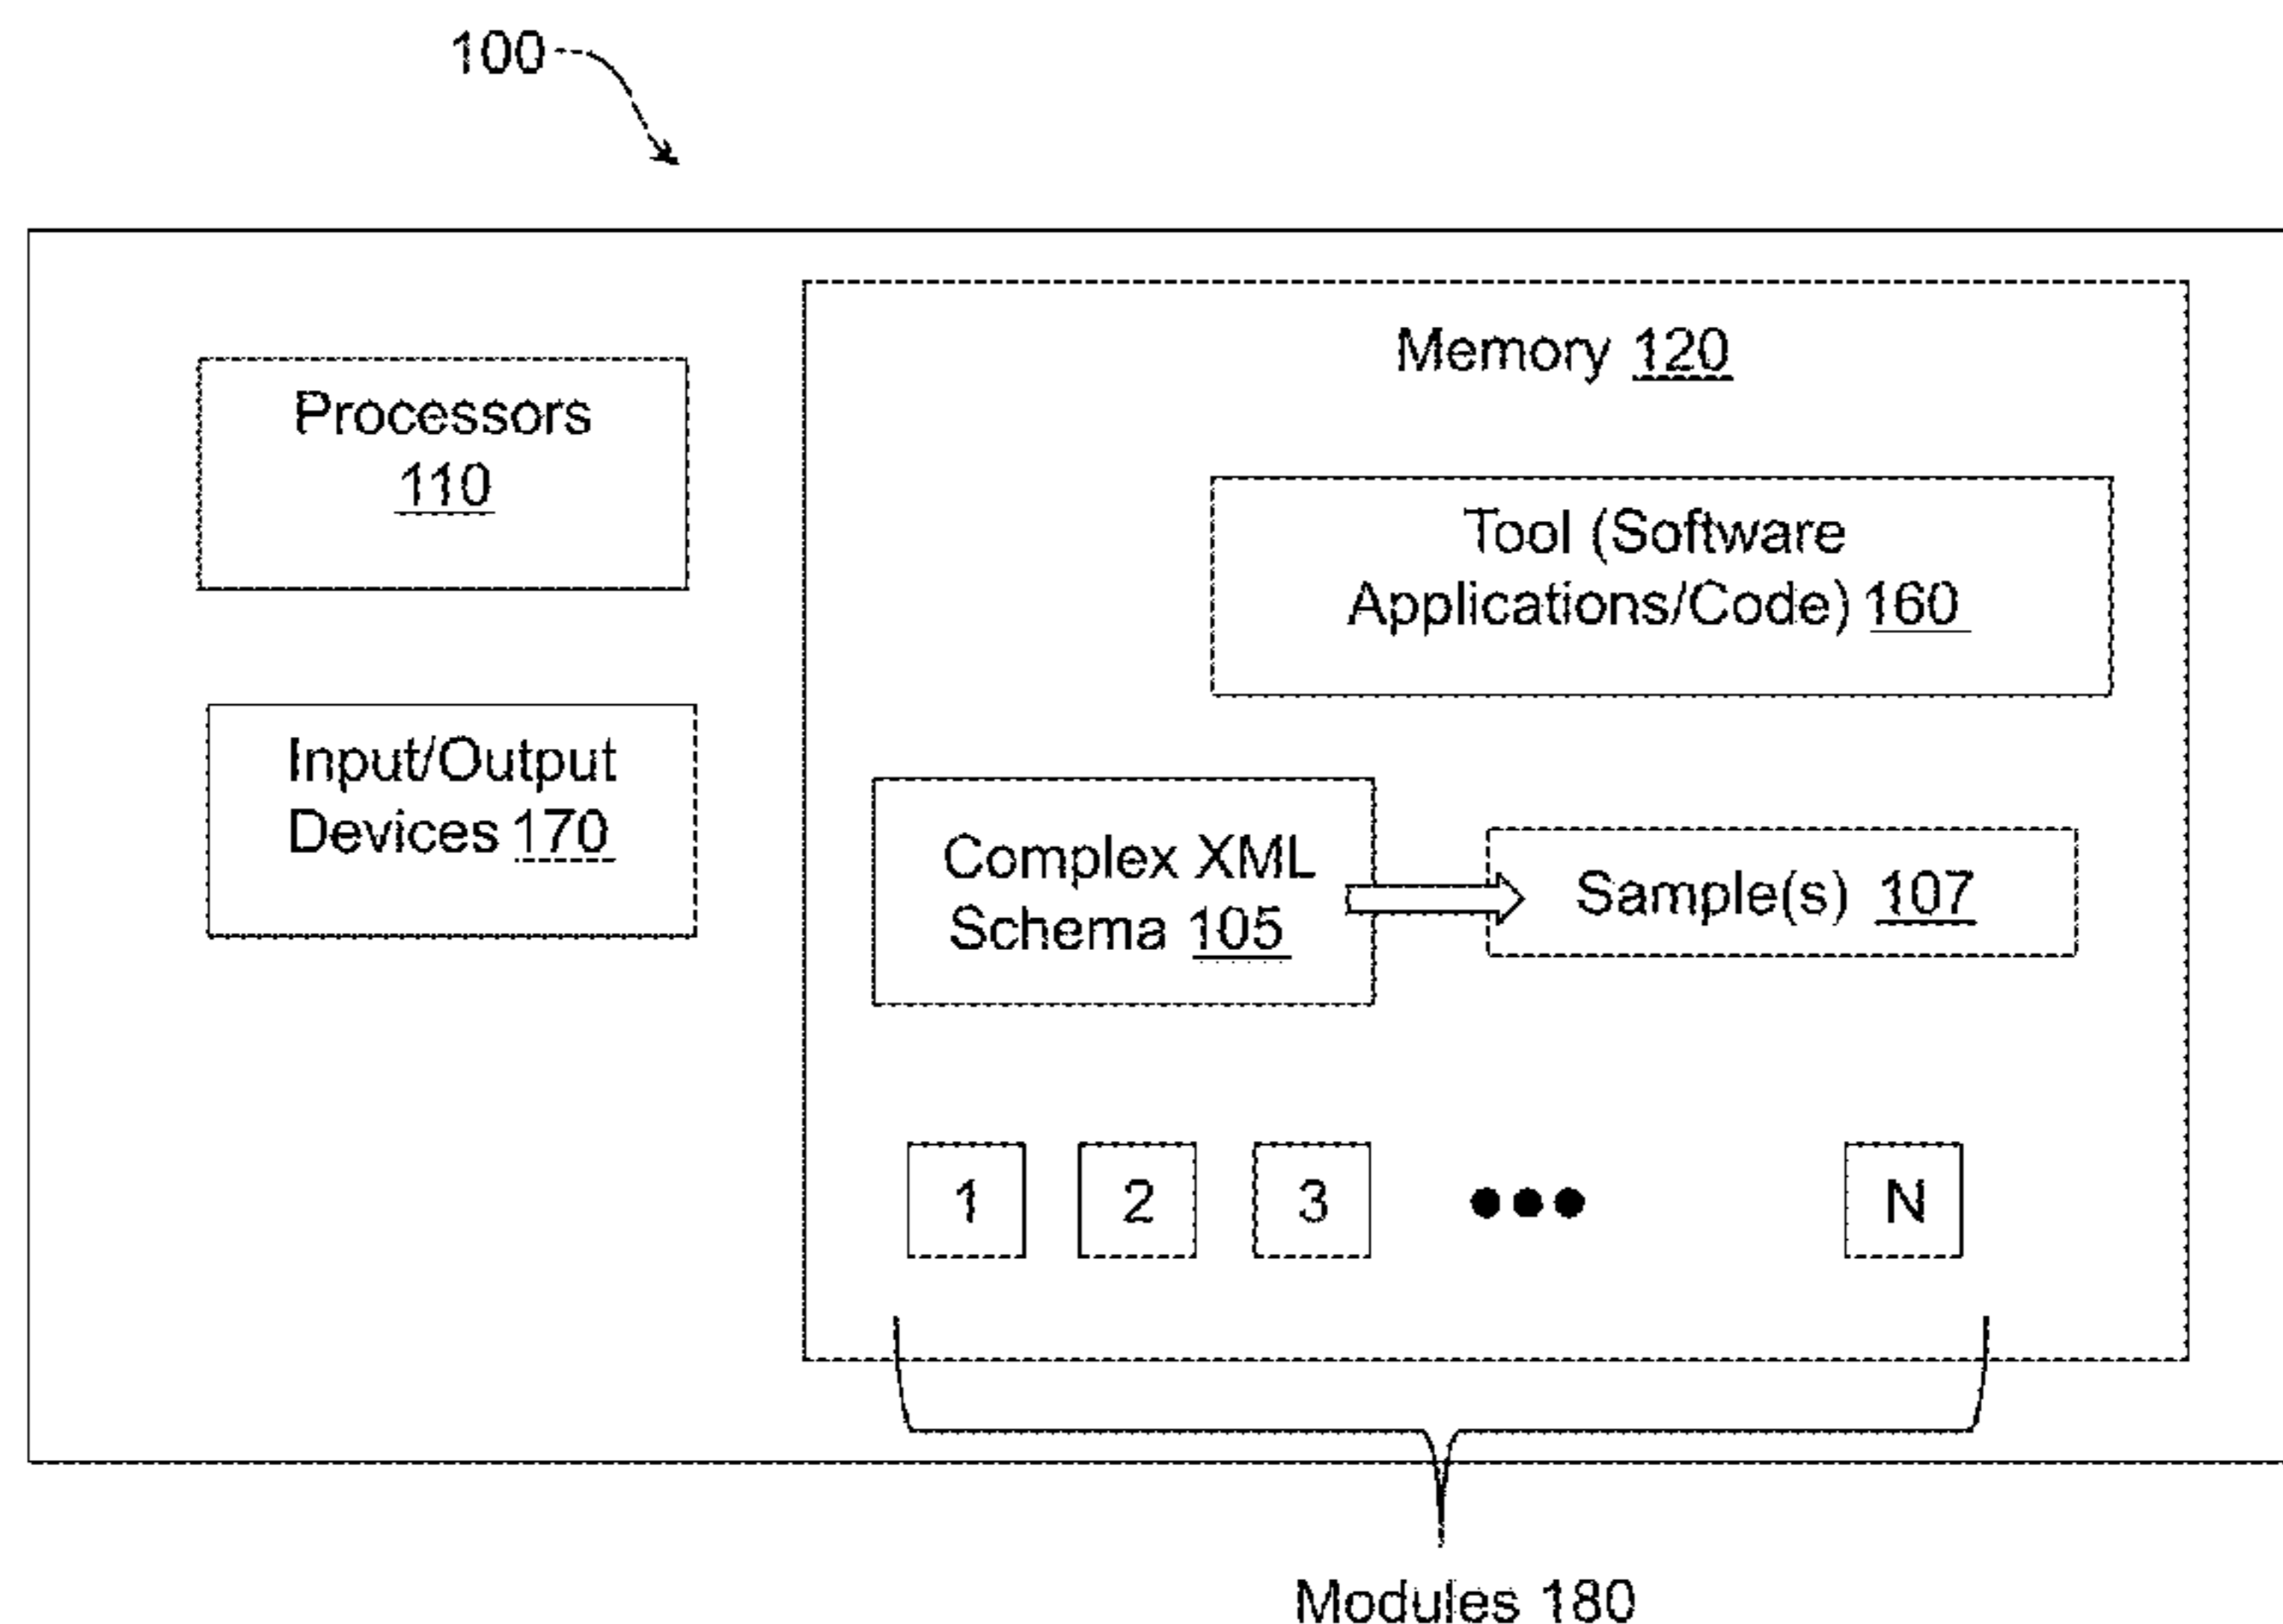 100
Processors
110
Input/Output
Devices 170
Memory 120
Tool (Software
Applications/Code) 160
Complex XML
Schema 105
Sample(s) 107
1
2
3
N
Modules 180